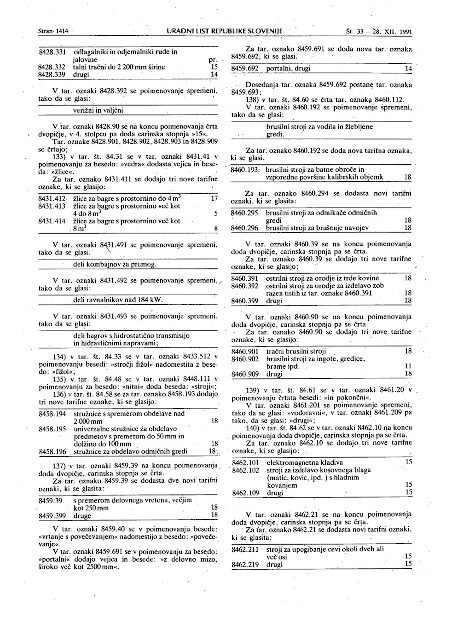 Stran 1414 URADNI LIST REPUBLIKE SLOVENIJE Št. 33 – 28. XII. 1991
8428.331 odlagalniki in odjemalniki rude in
jalovine pr.
8428.332 talni tračni do 2 200 mm širine 15
8428.339 drugi 14
V tar. oznaki 8428.392 se poimenovanje spremeni,
tako da se glasi:
verižni in valjčni
V tar. oznaki 8428.90 se na koncu poimenovanja črta
dvopičje, v 4. stolpcu pa doda carinska stopnja »15«.
Tar. oznake 8428.901, 8428.902, 8428.903 in 8428.909
se črtajo;
133) v tar. št. 84.31 se v tar. oznaki 8431.41 v
poimenovanju za besedo: »vedra« dodasta vejica in bese-
da: »žlice«.
Za tar. oznako 8431.411 se dodajo tri nove tarifne
oznake, ki se glasijo:
8431.412 žlice za bagre s prostornino do 4 m³ 17
8431.413 žlice za bagre s prostornino več kot
4 do 8 m³ 5
8431.414 žlice za bagre s prostornino več kot
8 m³ 8
V tar. oznaki 8431.491 se poimenovanje spremeni,
tako da se glasi.
deli kombajnov za premog.
V tar. oznaki 8431.492 se poimenovanje spremeni,
tako da se glasi:
deli ravnalnikov nad 184 kW.
V tar. oznaki 8431.493 se poimenovanje spremeni,
tako da se glasi:
deli bagrov s hidrostatično transmisijo
in hidravličnimi napravami;
134) v tar. št. 84.33 se v tar. oznaki 8433.512 v
poimenovanju besedi: »stročji fižol« nadomestita z bese-
do: »fižol«;
135) v tar. št. 84.48 se v tar. oznaki 8448.111 v
poimenovanju za besedo: »nitai« doda beseda: »stroji«;
136) v tar. št. 84.58 se za tar. oznako 8458.193 dodajo
tri nove tarifne oznake, ki se glasijo:
8458.194 stružnice s premerom obdelave nad
2 000 mm 18
8458.195 univerzalne stružnice za obdelavo
predmetov s premerom do 50 mm in
dolžino do 100 mm 18
8458.196 stružnice za obdelavo odmičnih gredi 18
137) v tar. oznaki 8459.39 na koncu poimenovanja
doda dvopičje, carinska stopnja pa se črta.
Za tar. oznako 8459.39 se dodasta dve novi tarifni
oznaki, ki se glasita:
8459.39 s premerom delovnega vretena, večjim
kot 250 mm 18
8459.399 druge 18
V tar. oznaki 8459.40 se v poimenovanju besede:
»vrtanje s povečevanjem« nadomestijo z besedo: »poveče-
vanje«.
V tar. oznaki 8459.691 se v poimenovanju za besedo:
»portalni« dodajo vejica in besede: »z delovno mizo,
široko več kot 2500 mm«.
Za tar. oznako 8459.691 se doda nova tar. oznaka
8459.692, ki se glasi.
8459.692 portalni, drugi 14
Dosedanja tar. oznaka 8459.692 postane tar. oznaka
8459.693;
138) v tar. št. 84.60 se črta tar. oznaka 8460.112.
V tar. oznaki 8460.192 se poimenovanje spremeni,
tako da se glasi:
brusilni stroji za vodila in žlebljene
gredi.
Za tar. oznako 8460.192 se doda nova tarifna oznaka,
ki se glasi.
8460.193 brusilni stroji za batne obroče in
vzporedne površine kalibrskih objemk 18
Za tar. oznako 8460.294 se dodasta novi tarifni
oznaki, ki se glasita:
8460.295 brusilni stroji za odmikače odmičnih
gredi 18
8460.296 brusilni stroji za brušenje navojev 18
V tar. oznaki 8460.39 se na koncu poimenovanja
doda dvopičje, carinska stopnja pa se črta.
Za tar. oznako 8460.39 se dodajo tri nove tarifne
oznake, ki se glasijo:
8460.391 ostrilni stroji za orodje iz trde kovine 18
8460.392 ostrilni stroji za orodje za izdelavo zob
razen tistih iz tar. oznake 8460.391 18
8460.399 drugi 18
V tar. oznaki 8460.90 se na koncu poimenovanja
doda dvopičje, carinska stopnja pa se črta.
Za tar. oznako 8460.90 se dodajo tri nove tarifne
oznake, ki se glasijo:
8460.901 tračni brusilni stroji 18
8460.902 brusilni stroji za ingote, gredice,
brame ipd. 11
8460.909 drugi 18
139) v tar. št. 84.61 se v tar. oznaki 8461.20 v
poimenovanju črtata besedi: »in pokončni«.
V tar. oznaki 8461.201 se poimenovanje spremeni,
tako, da se glasi: »vodoravni«, v tar. oznaki 8461.209 pa
tako, da se glasi: »drugi«;
140) v tar. št. 84.62 se v tar. oznaki 8462.10 na koncu
poimenovanja doda dvopičje, carinska stopnja pa se črta.
Za tar. oznako 8462.10 se dodajo tri nove tarifne
oznake, ki se glasijo:
8462.101 elektromagnetna kladiva 15
8462.102 stroji za izdelavo kosovnega blaga
(matic, kovic, ipd. ) s hladnim
kovanjem 15
8462.109 drugi 15
V tar. oznaki 8462.21 se na koncu poimenovanja
doda dvopičje, carinska stopnja pa se črta.
Za tar. oznako 8462.21 se dodasta novi tarifni oznaki,
ki se glasita:
8462.211 stroji za upogibanje cevi okoli dveh ali
več osi 15
8462.219 drugi 15